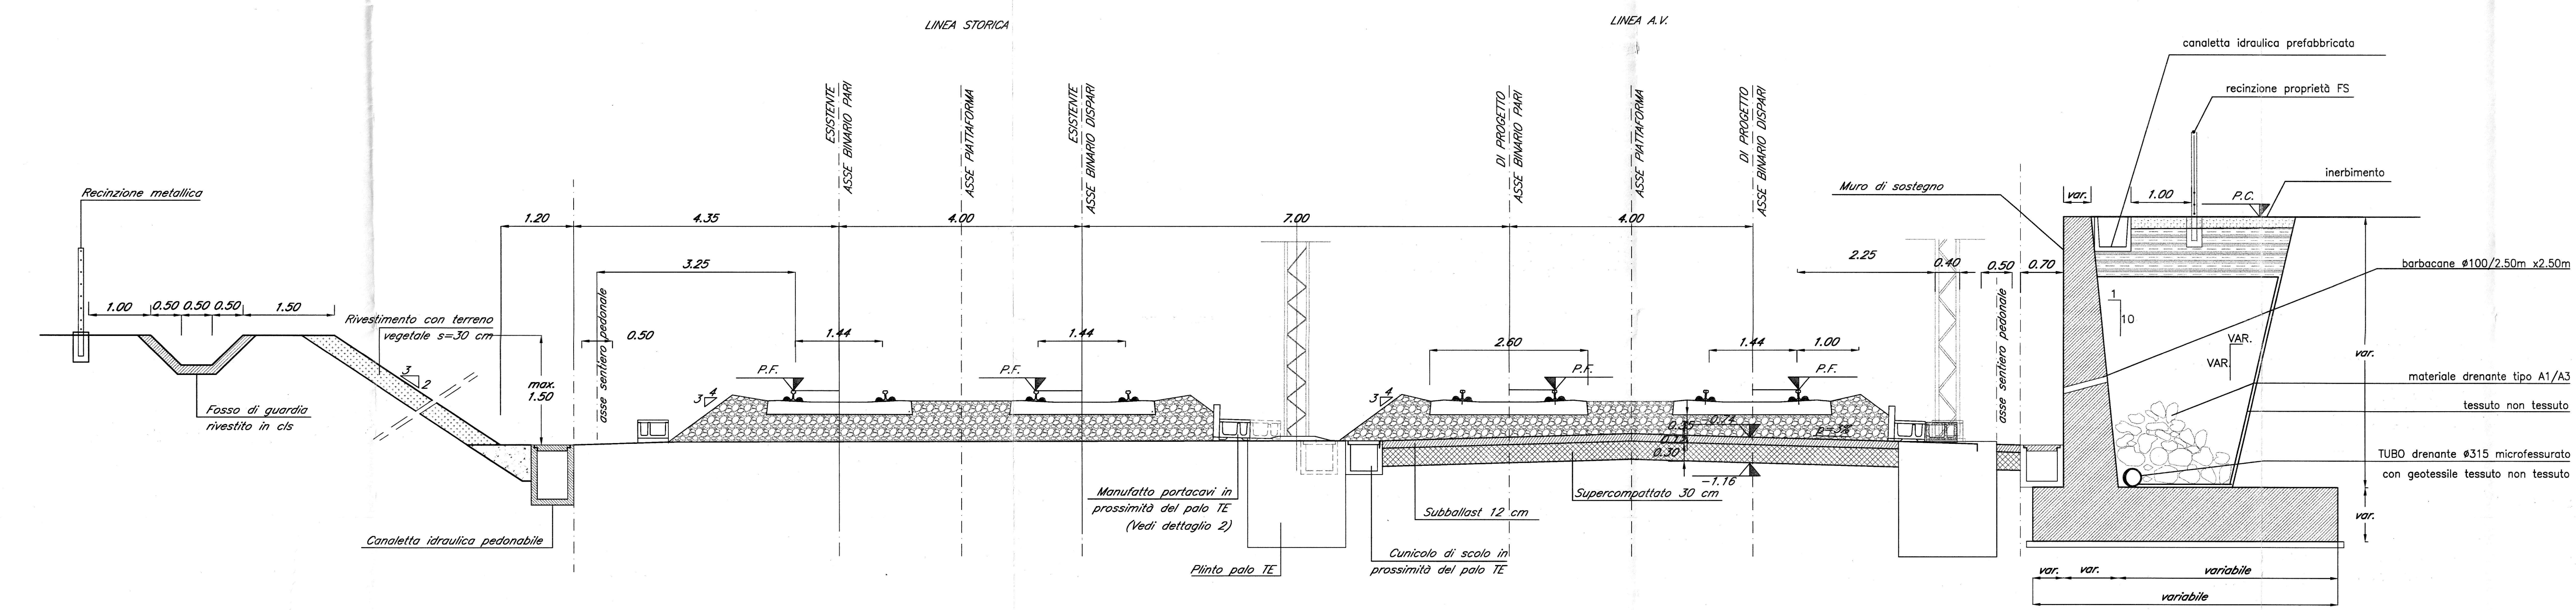 LINEA STORICA
LINEA A.V.
canaletta idraulica prefabbricata
recinzione proprietà FS
inerbimento
P.C.
var.
1.00
Muro di sostegno
ESISTENTE
ASSE BINARIO PARI
ASSE PIATTAFORMA
ESISTENTE
ASSE BINARIO DISPARI
DI PROGETTO
ASSE BINARIO PARI
ASSE PIATTAFORMA
DI PROGETTO
ASSE BINARIO DISPARI
Recinzione metallica
1.20
4.35
4.00
7.00
4.00
3.25
2.25
0.40
0.50
0.70
1.00
0.50
0.50
0.50
1.50
Rivestimento con terreno
vegetale s=30 cm
0.50
asse sentiero pedonale
1.44
1.44
2.60
1.44
1.00
asse sentiero pedonale
barbacane ø100/2.50m x2.50m
1
10
VAR.
VAR.
var.
materiale drenante tipo A1/A3
tessuto non tessuto
TUBO drenante ø315 microfessurato
con geotessile tessuto non tessuto
3
2
max.
1.50
P.F.
P.F.
P.F.
P.F.
3
4
3
4
Fosso di guardia
rivestito in cls
0.35
-0.74
0.12
p=3%
0.30
-1.16
Manufatto portacavi in
prossimità del palo TE
(Vedi dettaglio 2)
Supercompattato 30 cm
Subballast 12 cm
Canaletta idraulica pedonabile
Cunicolo di scolo in
prossimità del palo TE
Plinto palo TE
var.
var.
var.
variabile
variabile